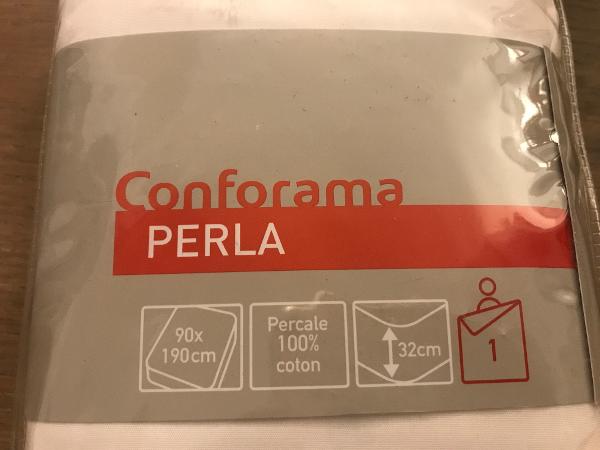 Conforama
PERLA
90x
190cm
Percale
100%
coton
32cm
1